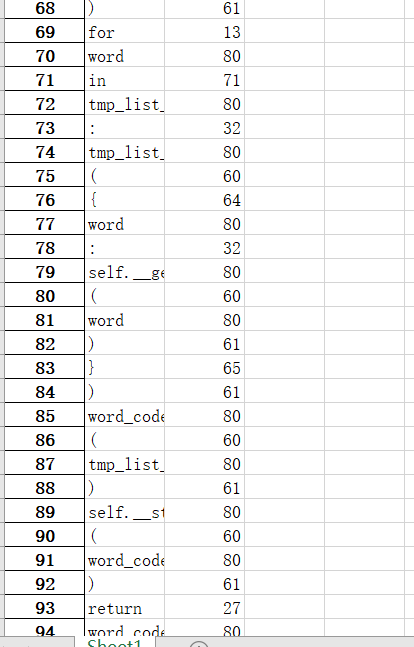 68 ) 61
69 for 13
70 word 80
71 in 71
72 tmp_list_ 80
73 : 32
74 tmp_list_ 80
75 ( 60
76 { 64
77 word 80
78 : 32
79 self.__ge 80
80 ( 60
81 word 80
82 ) 61
83 } 65
84 ) 61
85 word_code 80
86 ( 60
87 tmp_list_ 80
88 ) 61
89 self.__st 80
90 ( 60
91 word_code 80
92 ) 61
93 return 27
94 word_code 80
Sheet1